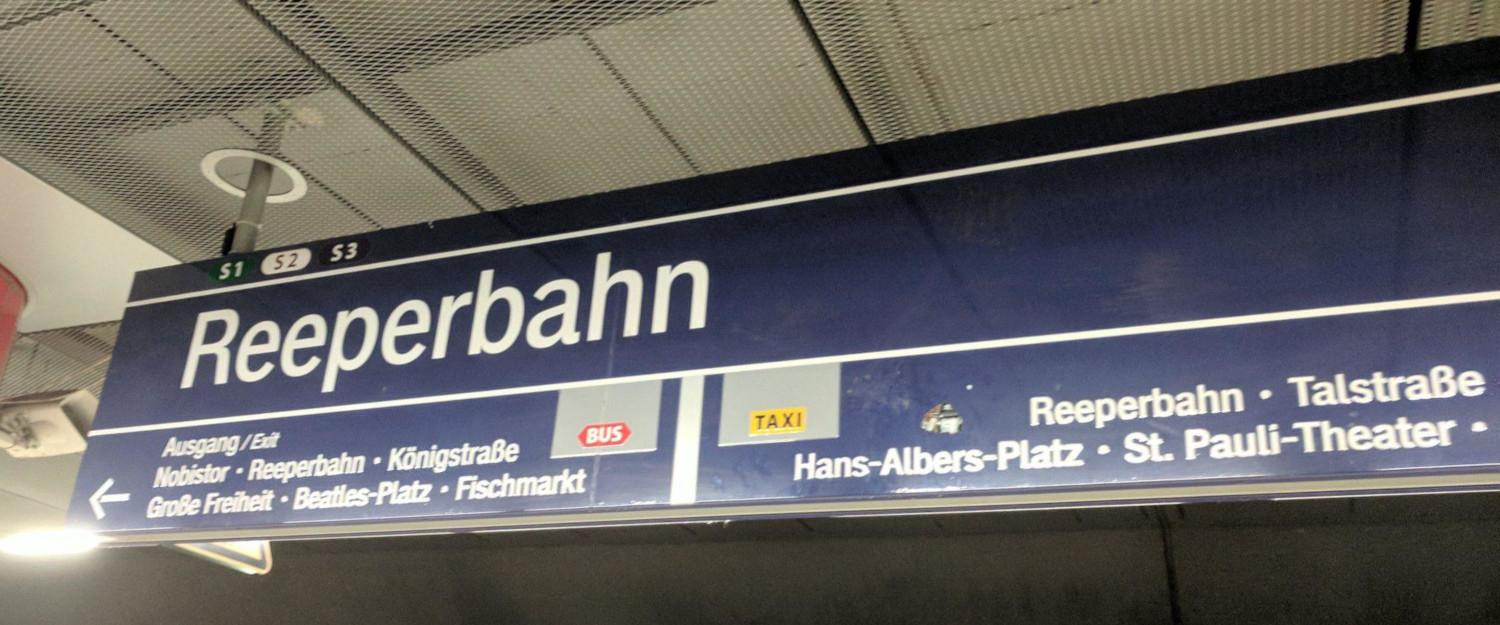 S1 S2 S3
Reeperbahn
Ausgang / Exit
Nobistor · Reeperbahn · Königstraße
Große Freiheit · Beatles-Platz · Fischmarkt
BUS
TAXI
Reeperbahn · Talstraße
Hans-Albers-Platz · St. Pauli-Theater ·